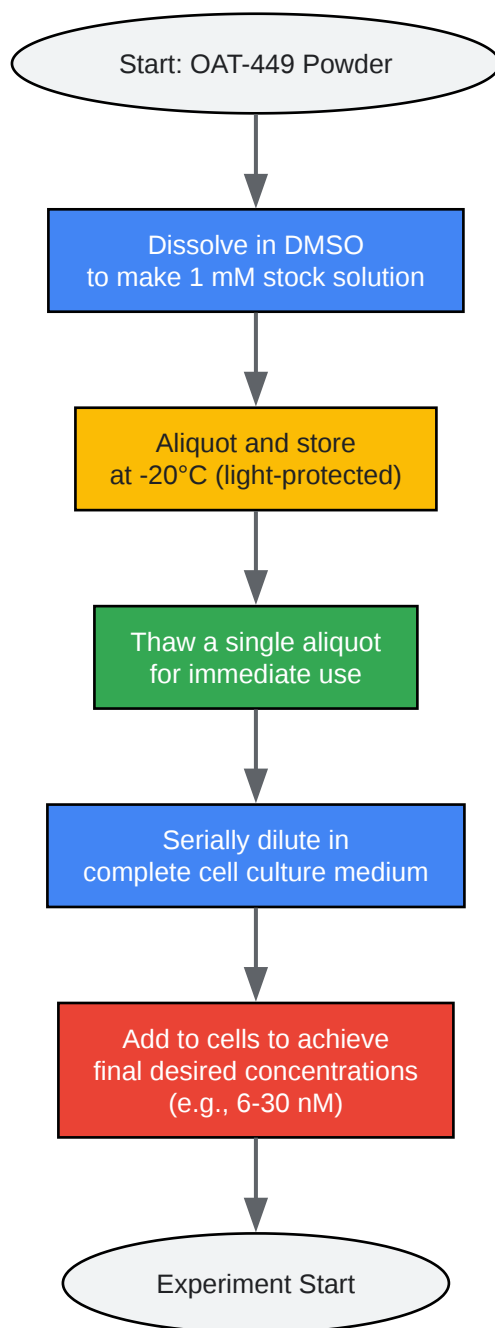 Start: OAT-449 Powder
Dissolve in DMSO
to make 1 mM stock solution
Aliquot and store
at -20°C (light-protected)
Thaw a single aliquot
for immediate use
Serially dilute in
complete cell culture medium
Add to cells to achieve
final desired concentrations
(e.g., 6-30 nM)
Experiment Start